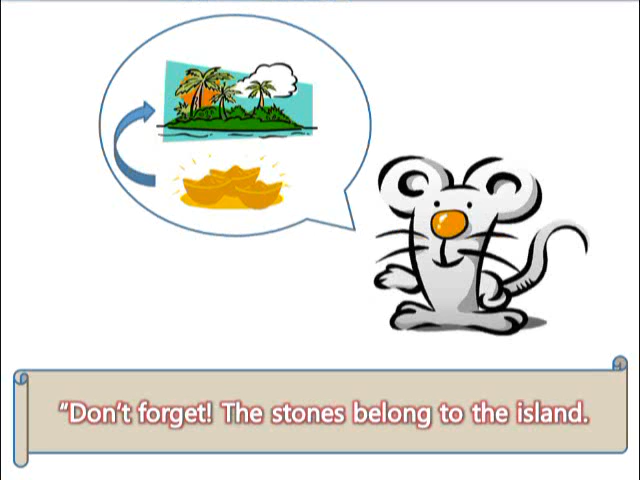 “Don’t forget! The stones belong to the island.